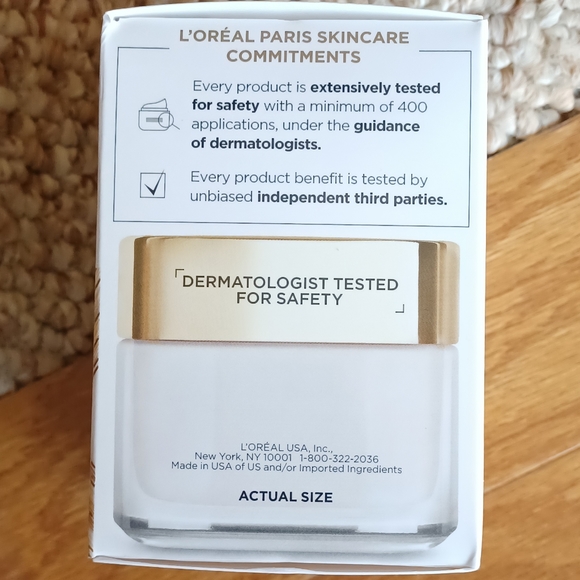 L'ORÉAL PARIS SKINCARE
COMMITMENTS
Every product is extensively tested
for safety with a minimum of 400
applications, under the guidance
of dermatologists.
Every product benefit is tested by
unbiased independent third parties.
DERMATOLOGIST TESTED
FOR SAFETY
L'ORÉAL USA, Inc.,
New York, NY 10001 1-800-322-2036
Made in USA of US and/or Imported Ingredients
ACTUAL SIZE